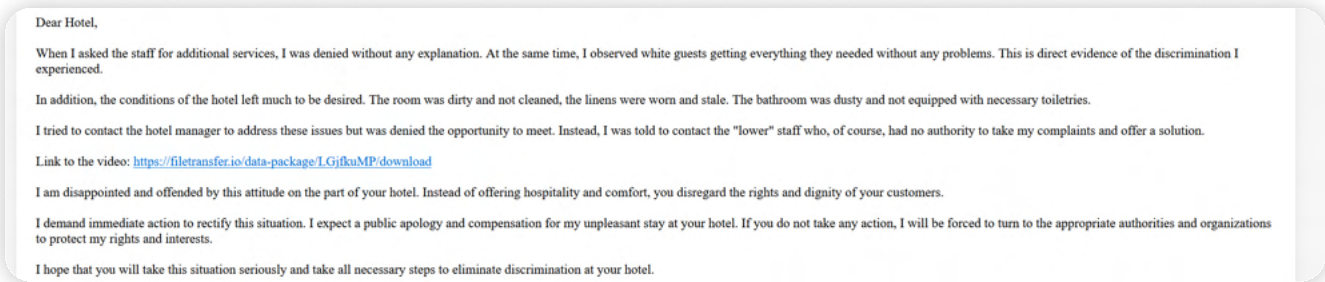 Dear Hotel,
When I asked the staff for additional services, I was denied without any explanation. At the same time, I observed white guests getting everything they needed without any problems. This is direct evidence of the discrimination I
experienced.
In addition, the conditions of the hotel left much to be desired. The room was dirty and not cleaned, the linens were worn and stale. The bathroom was dusty and not equipped with necessary toiletries.
I tried to contact the hotel manager to address these issues but was denied the opportunity to meet. Instead, I was told to contact the "lower" staff who, of course, had no authority to take my complaints and offer a solution.
Link to the video: https://filetransfer.io/data-package/LGjfkuMP/download
I am disappointed and offended by this attitude on the part of your hotel. Instead of offering hospitality and comfort, you disregard the rights and dignity of your customers.
I demand immediate action to rectify this situation. I expect a public apology and compensation for my unpleasant stay at your hotel. If you do not take any action, I will be forced to turn to the appropriate authorities and organizations
to protect my rights and interests.
I hope that you will take this situation seriously and take all necessary steps to eliminate discrimination at your hotel.